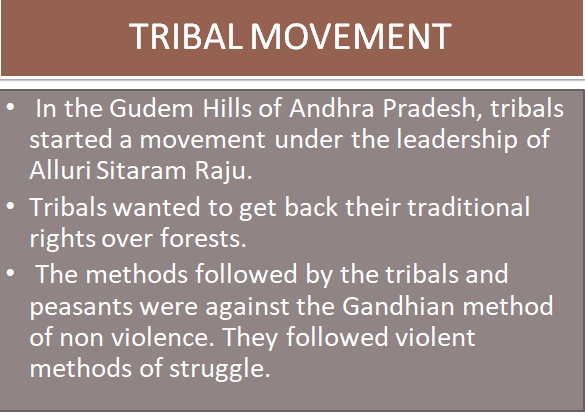 TRIBAL MOVEMENT
• In the Gudem Hills of Andhra Pradesh, tribals
started a movement under the leadership of
Alluri Sitaram Raju.
• Tribals wanted to get back their traditional
rights over forests.
• The methods followed by the tribals and
peasants were against the Gandhian method
of non violence. They followed violent
methods of struggle.